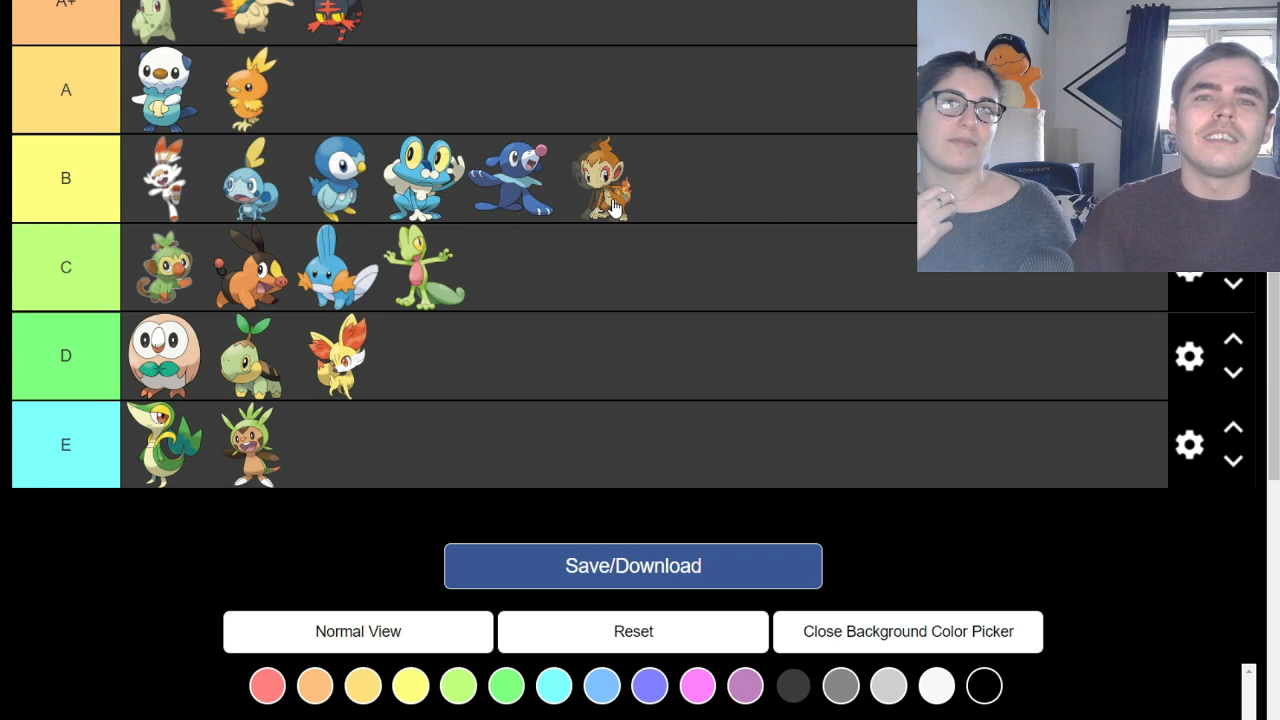 A+
A
B
C
D
E
Save/Download
Normal View
Reset
Close Background Color Picker